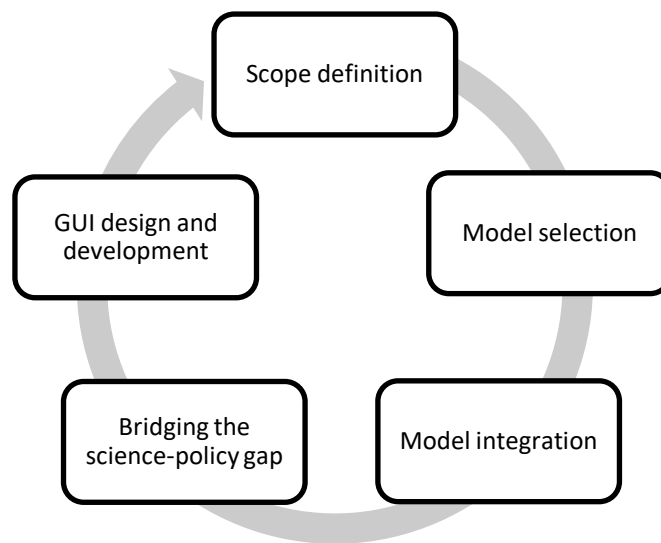 Scope definition
Model selection
Model integration
Bridging the
science-policy gap
GUI design and
development